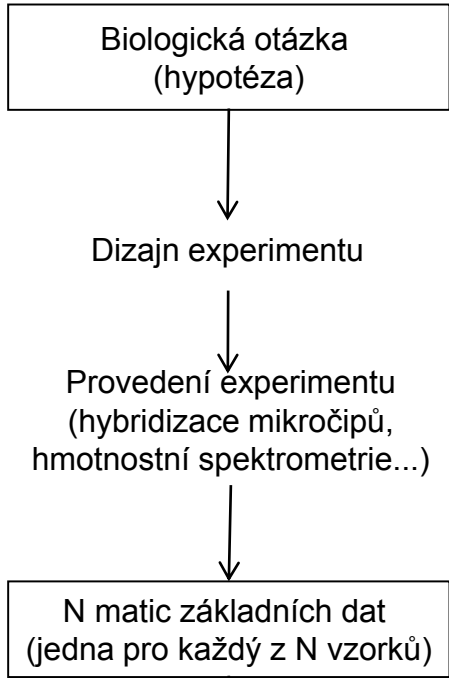 Biologická otázka
(hypotéza)
Dizajn experimentu
Provedení experimentu
(hybridizace mikročipů,
hmotnostní spektrometrie...)
N matic základních dat
(jedna pro každý z N vzorků)